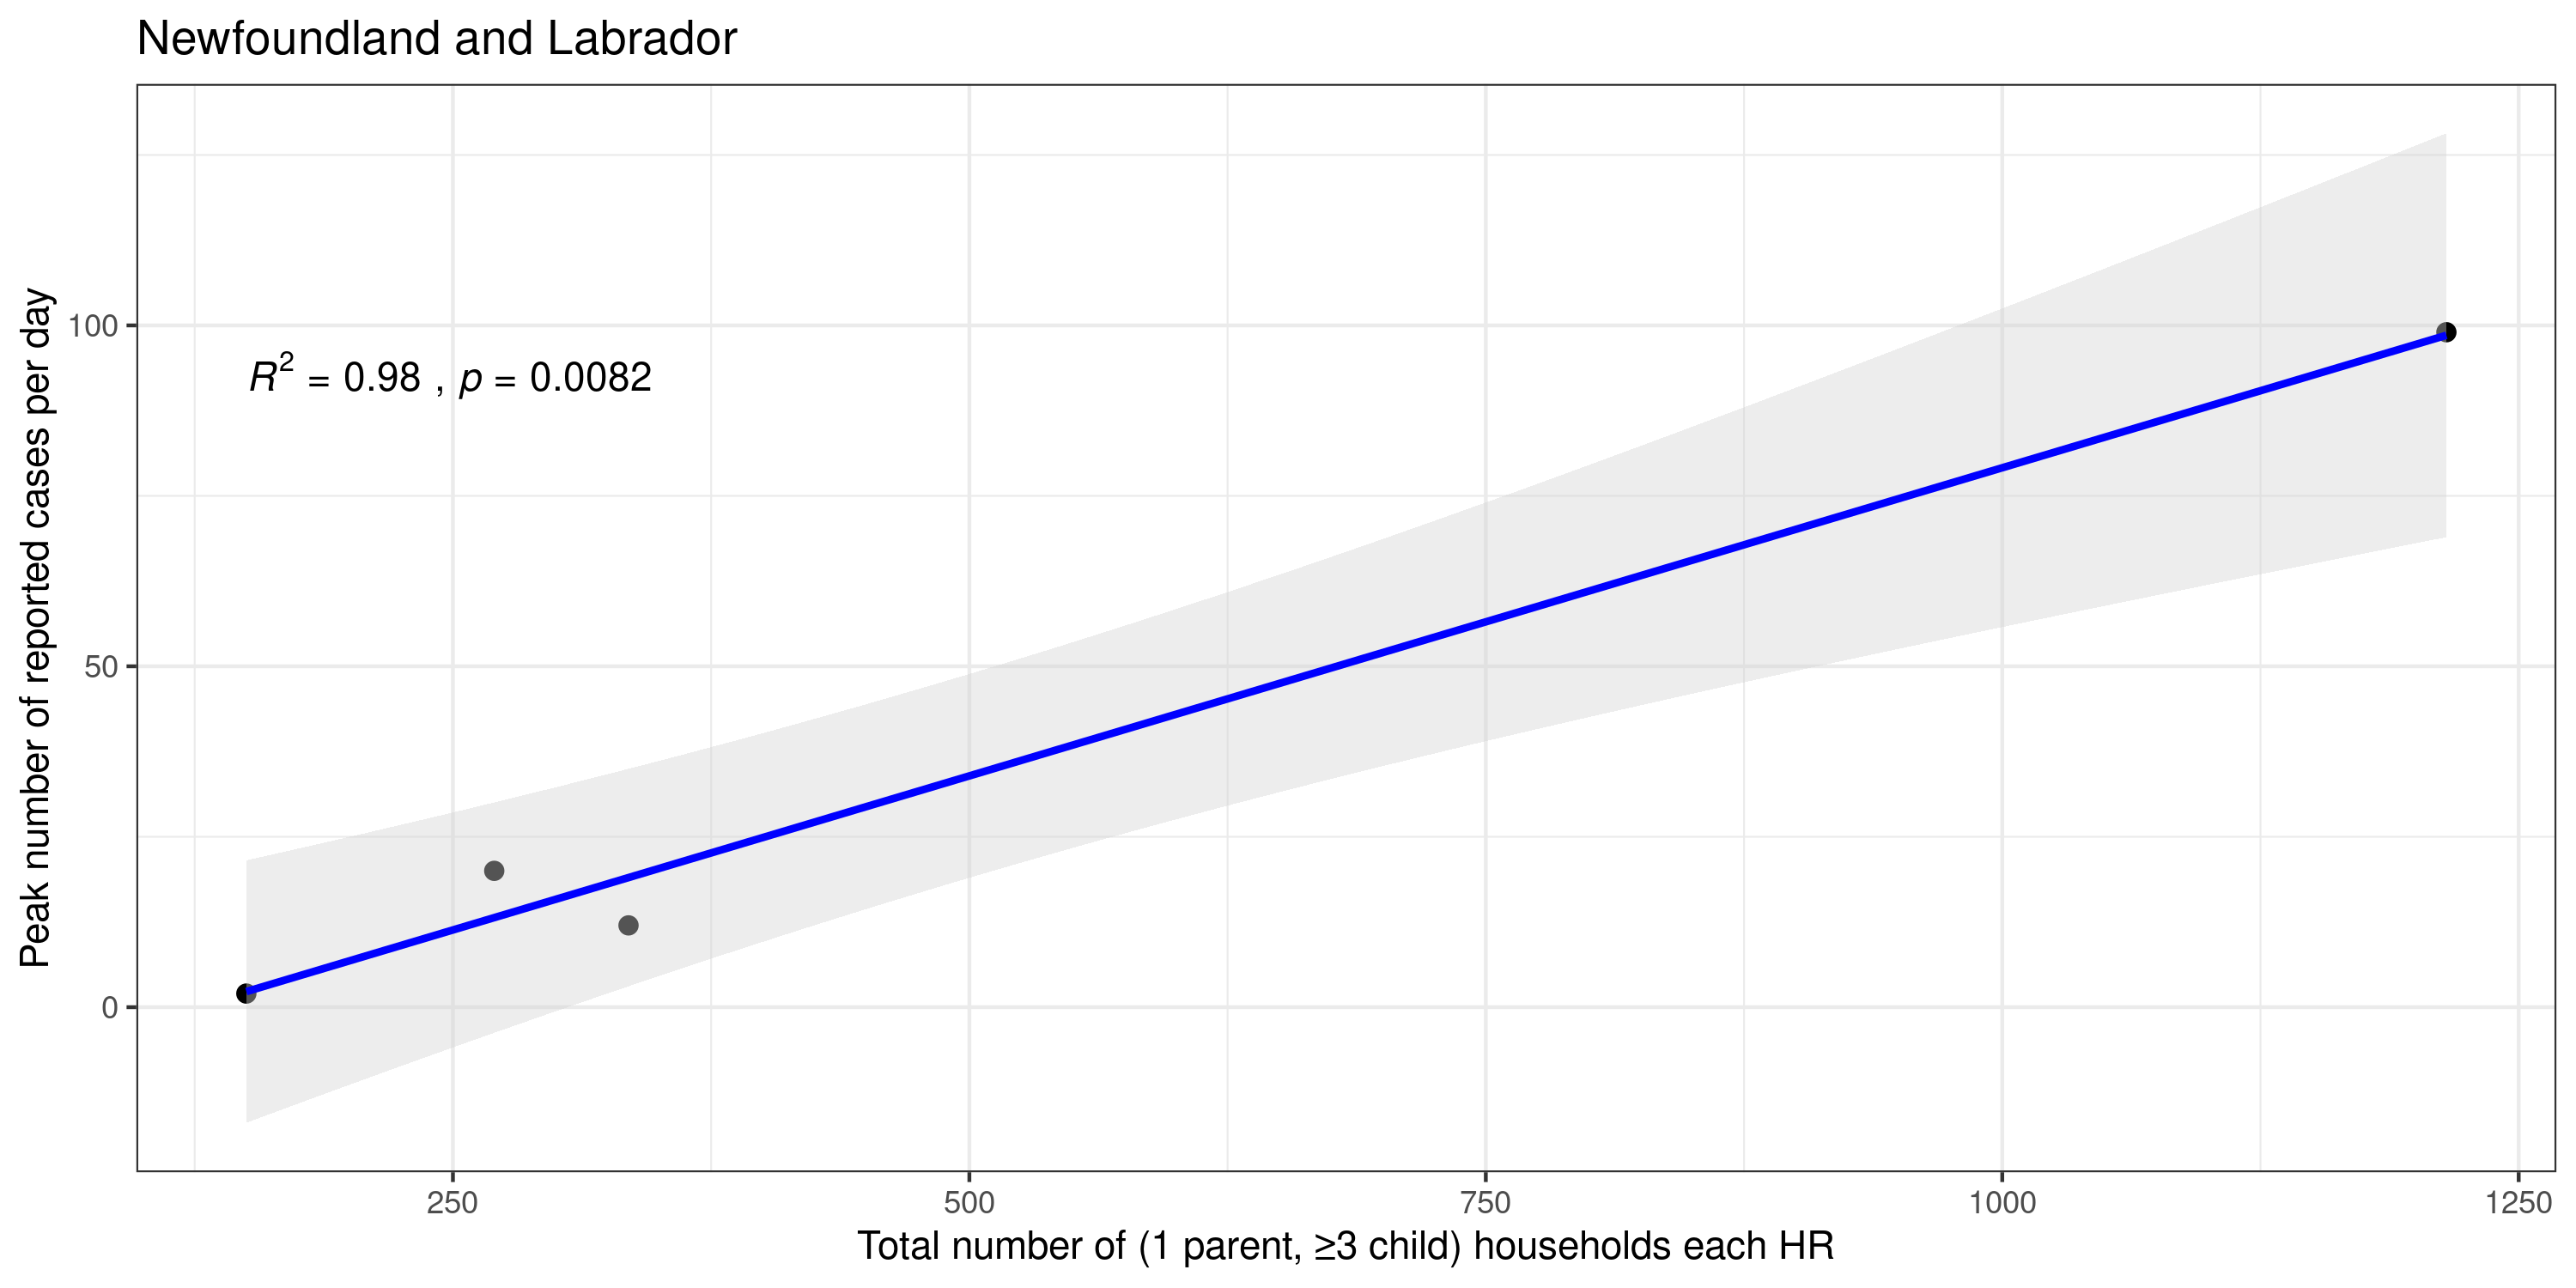 Newfoundland and Labrador
Peak number of reported cases per day
100
50
0
R² = 0.98 , p = 0.0082
250 500 750 1000 1250
Total number of (1 parent, ≥3 child) households each HR